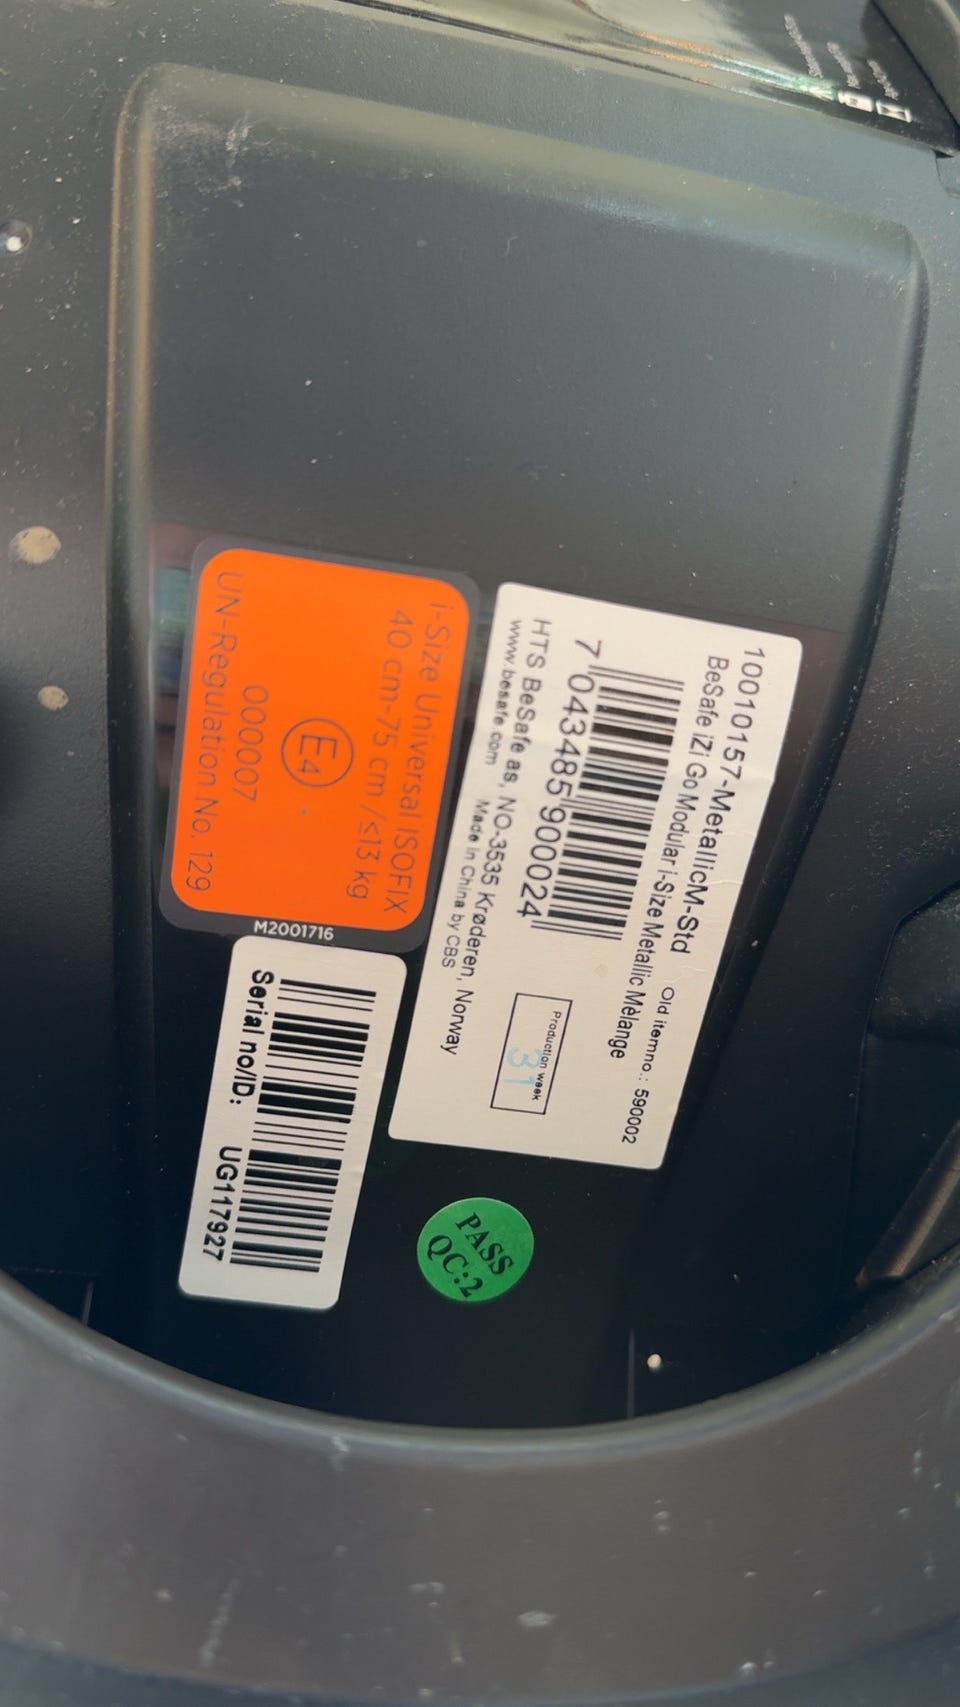 10010157-MetallicM-Std
Old itemno.: 590002
BeSafe iZi Go Modular i-Size Metallic Mélange
7 043485 900024
Production week
31
HTS BeSafe as, NO-3535 Krøderen, Norway
www.besafe.com
Made in China by CBS
i-Size Universal ISOFIX
40 cm-75 cm / ≤13 kg
E4
000007
UN-Regulation No. 129
M2001716
Serial no/ID: UG117927
PASS
QC:2